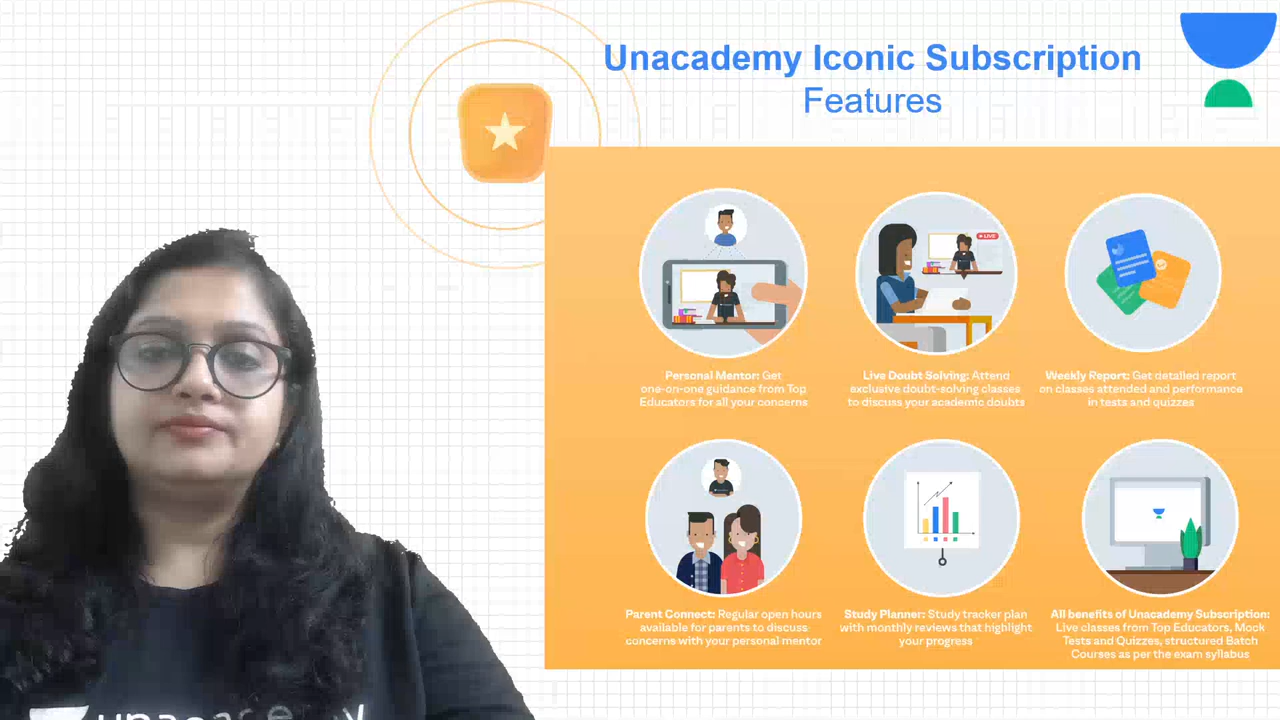 Unacademy Iconic Subscription
Features
LIVE
Personal Mentor: Get
one-on-one guidance from Top
Educators for all your concerns
Live Doubt Solving: Attend
exclusive doubt-solving classes
to discuss your academic doubts
Weekly Report: Get detailed report
on classes attended and performance
in tests and quizzes
Parent Connect: Regular open hours
available for parents to discuss
concerns with your personal mentor
Study Planner: Study tracker plan
with monthly reviews that highlight
your progress
All benefits of Unacademy Subscription:
Live classes from Top Educators, Mock
Tests and Quizzes, structured Batch
Courses as per the exam syllabus
unacademy